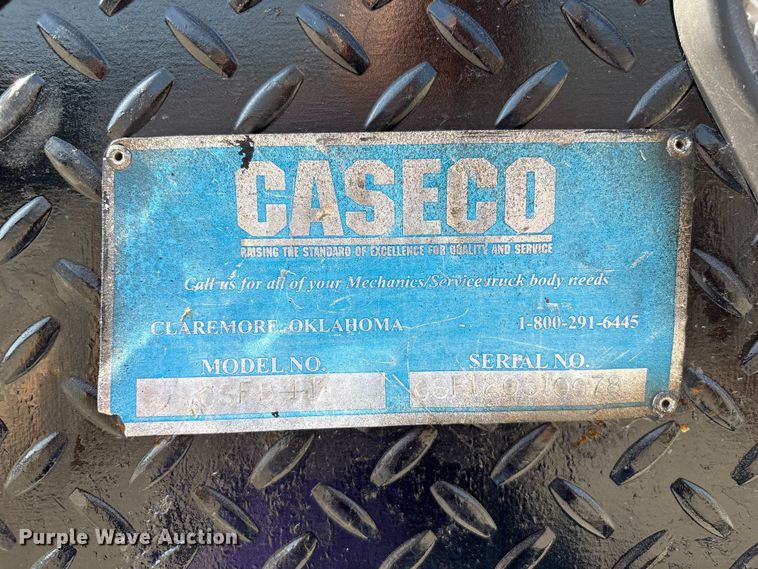 CASECO
RAISING THE STANDARD OF EXCELLENCE FOR QUALITY AND SERVICE
Call us for all of your Mechanics/Service truck body needs
CLAREMORE, OKLAHOMA - 1-800-291-6445
MODEL NO. SERIAL NO.
Purple Wave Auction